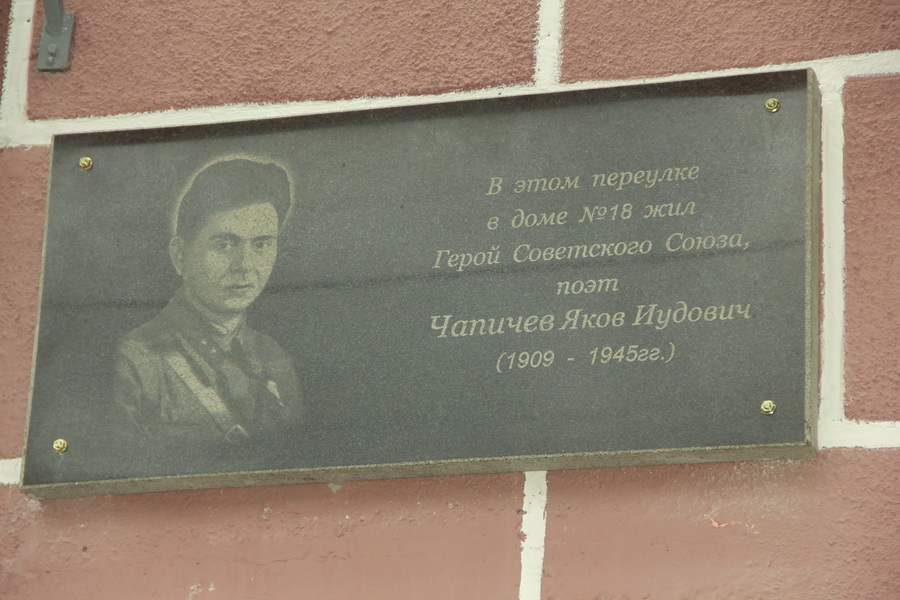 В этом переулке
в доме №18 жил
Герой Советского Союза,
поэт
Чапичев Яков Иудович
(1909 - 1945гг.)